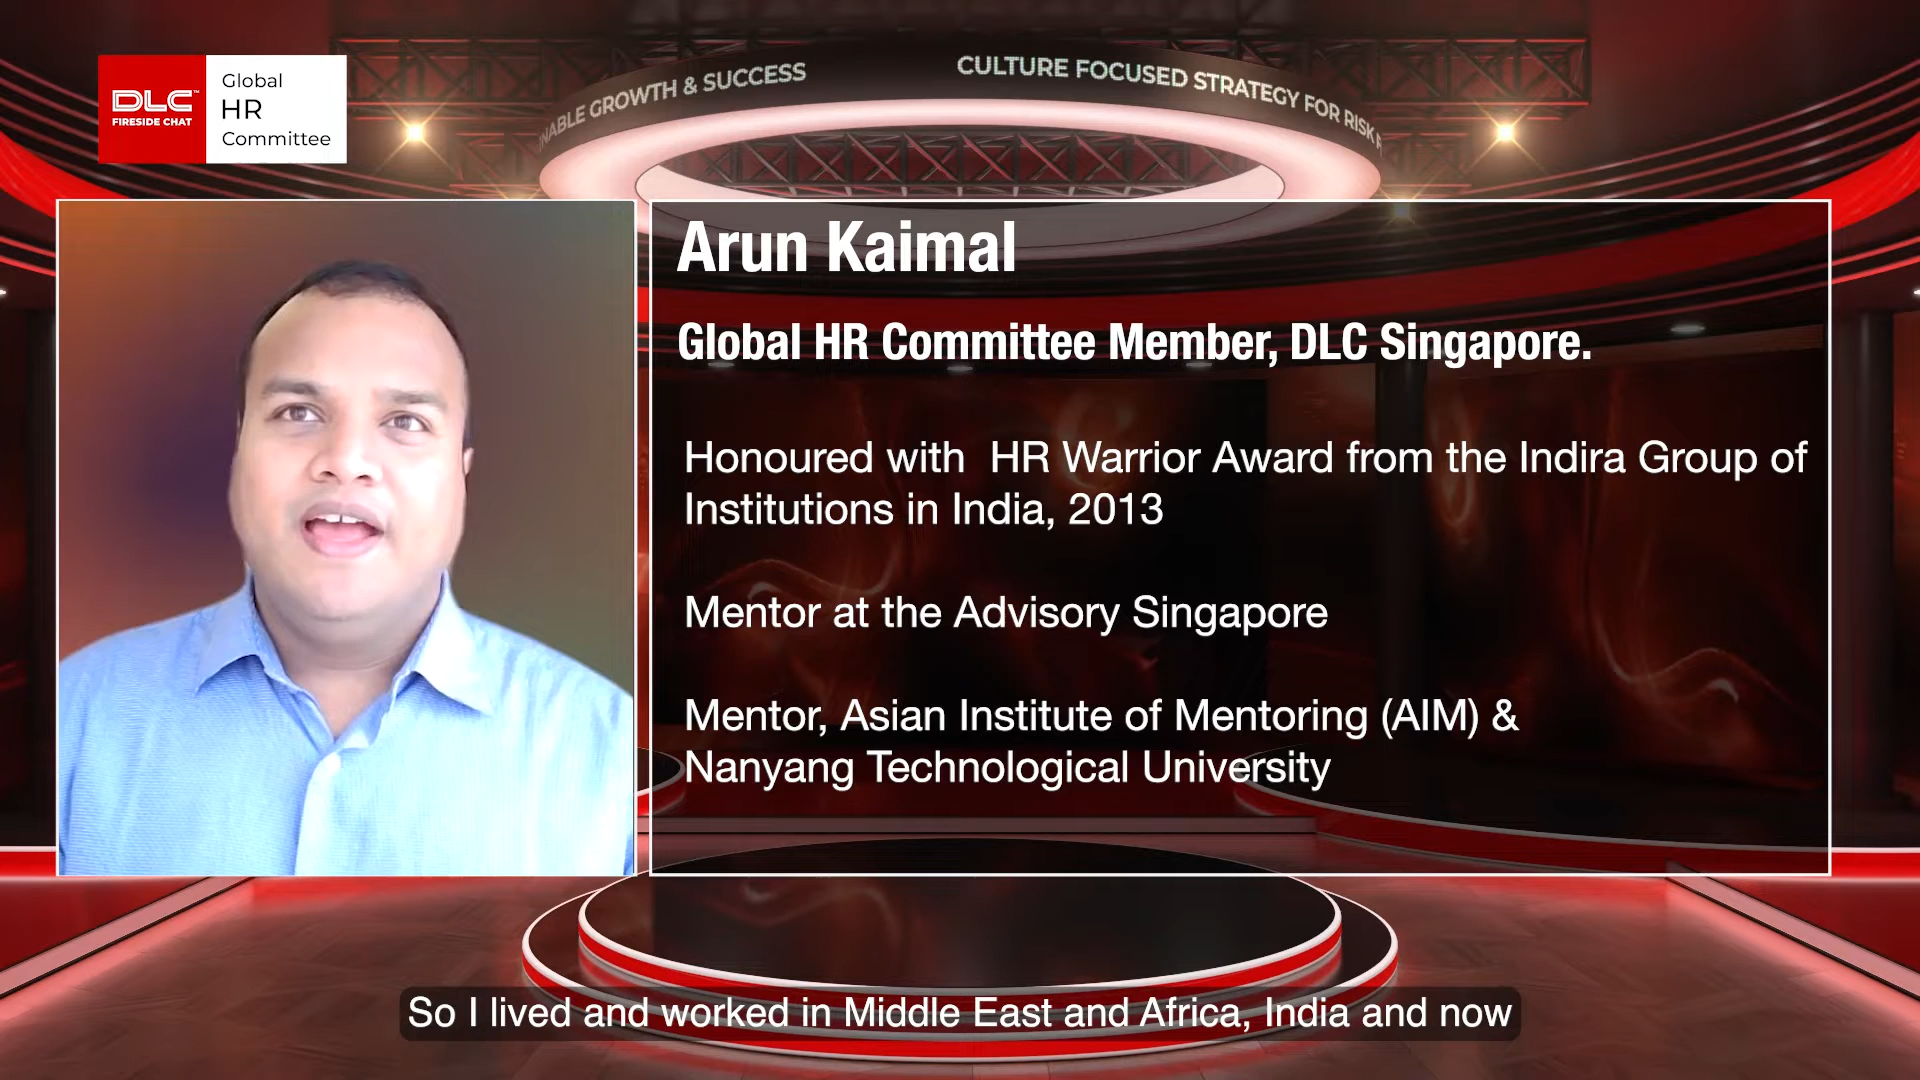 DLC™
FIRESIDE CHAT
Global
HR
Committee
GROWTH & SUCCESS
CULTURE FOCUSED STRATEGY FOR RISK
Arun Kaimal
Global HR Committee Member, DLC Singapore.
Honoured with HR Warrior Award from the Indira Group of
Institutions in India, 2013
Mentor at the Advisory Singapore
Mentor, Asian Institute of Mentoring (AIM) &
Nanyang Technological University
So I lived and worked in Middle East and Africa, India and now